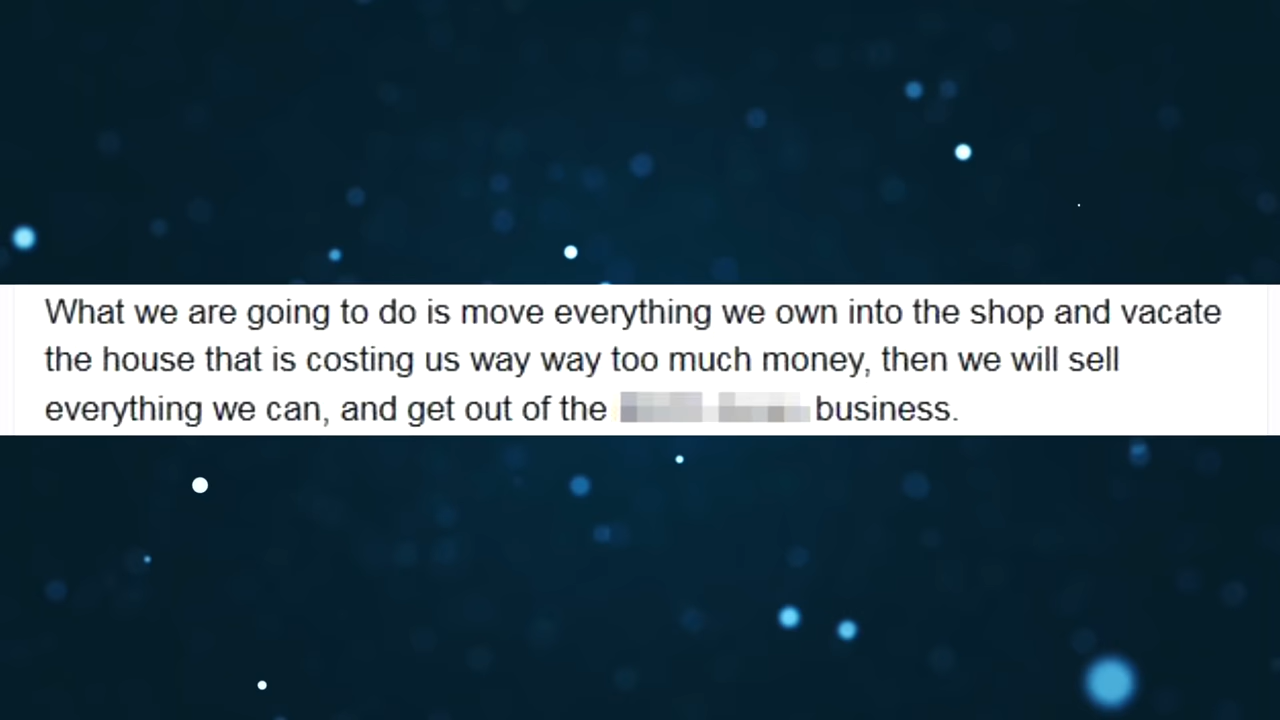 What we are going to do is move everything we own into the shop and vacate
the house that is costing us way way too much money, then we will sell
everything we can, and get out of the business.